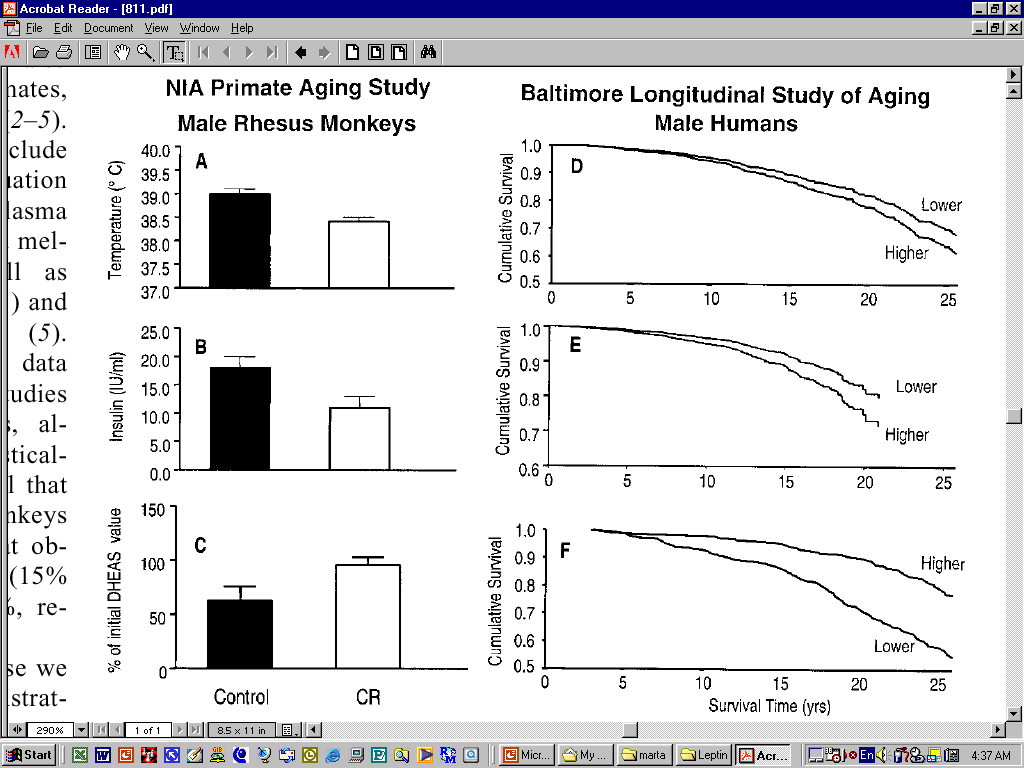 Acrobat Reader - [811.pdf]
File Edit Document View Window Help
nates,
(2–5).
clude
uation
lasma
mel-
ll as
) and
(5).
data
tudies
s, al-
stical-
l that
nkeys
at ob-
(15%
%, re-
se we
istrat-
NIA Primate Aging Study
Male Rhesus Monkeys
A
Temperature (° C)
40.0
39.5
39.0
38.5
38.0
37.5
37.0
B
Insulin (IU/ml)
25.0
20.0
15.0
10.0
5.0
0.0
C
% of initial DHEAS value
150
100
50
0
Control CR
Baltimore Longitudinal Study of Aging
Male Humans
D
Cumulative Survival
1.0
0.9
0.8
0.7
0.6
0.5
Lower
Higher
0 5 10 15 20 25
E
Cumulative Survival
1.0
0.9
0.8
0.7
0.6
Lower
Higher
0 5 10 15 20 25
F
Cumulative Survival
1.0
0.9
0.8
0.7
0.6
0.5
Higher
Lower
0 5 10 15 20 25
Survival Time (yrs)
290% 1 of 1 8.5 x 11 in
Start Micr... My ... marta Leptin Acr... En 4:37 AM